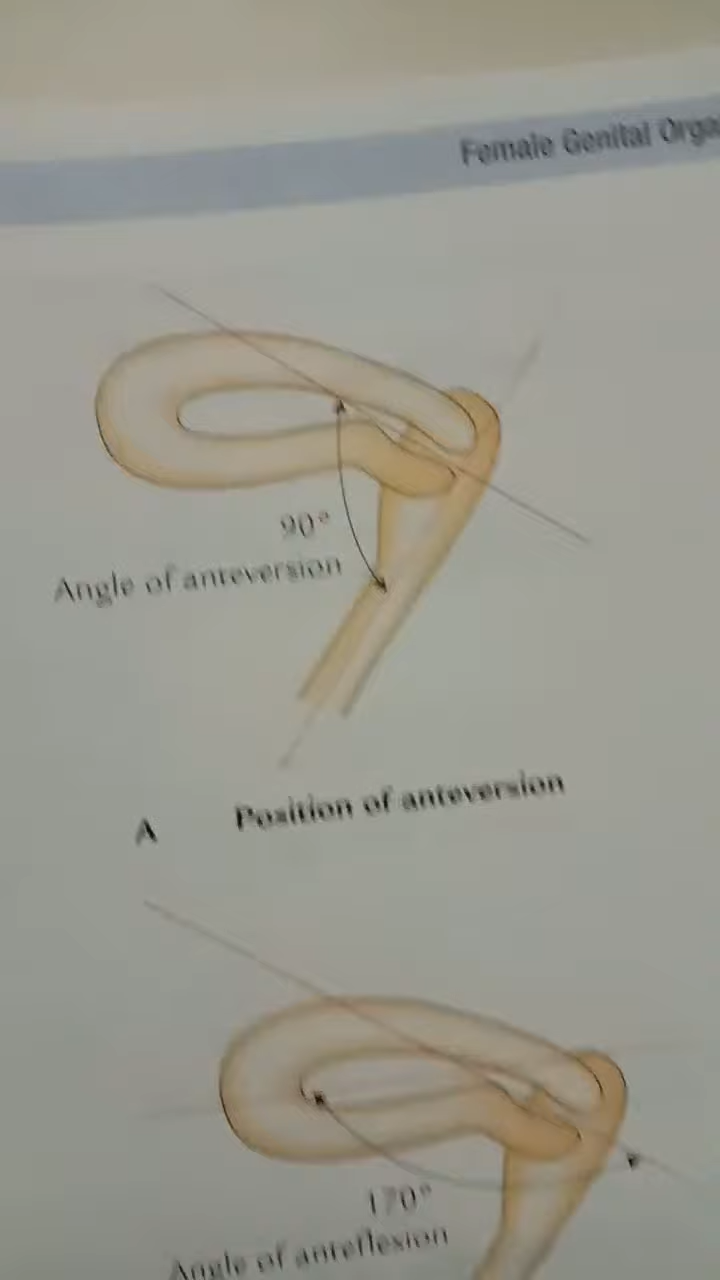 Female Genital Orga
90°
Angle of anteversion
A Position of anteversion
170°
Angle of anteflexion